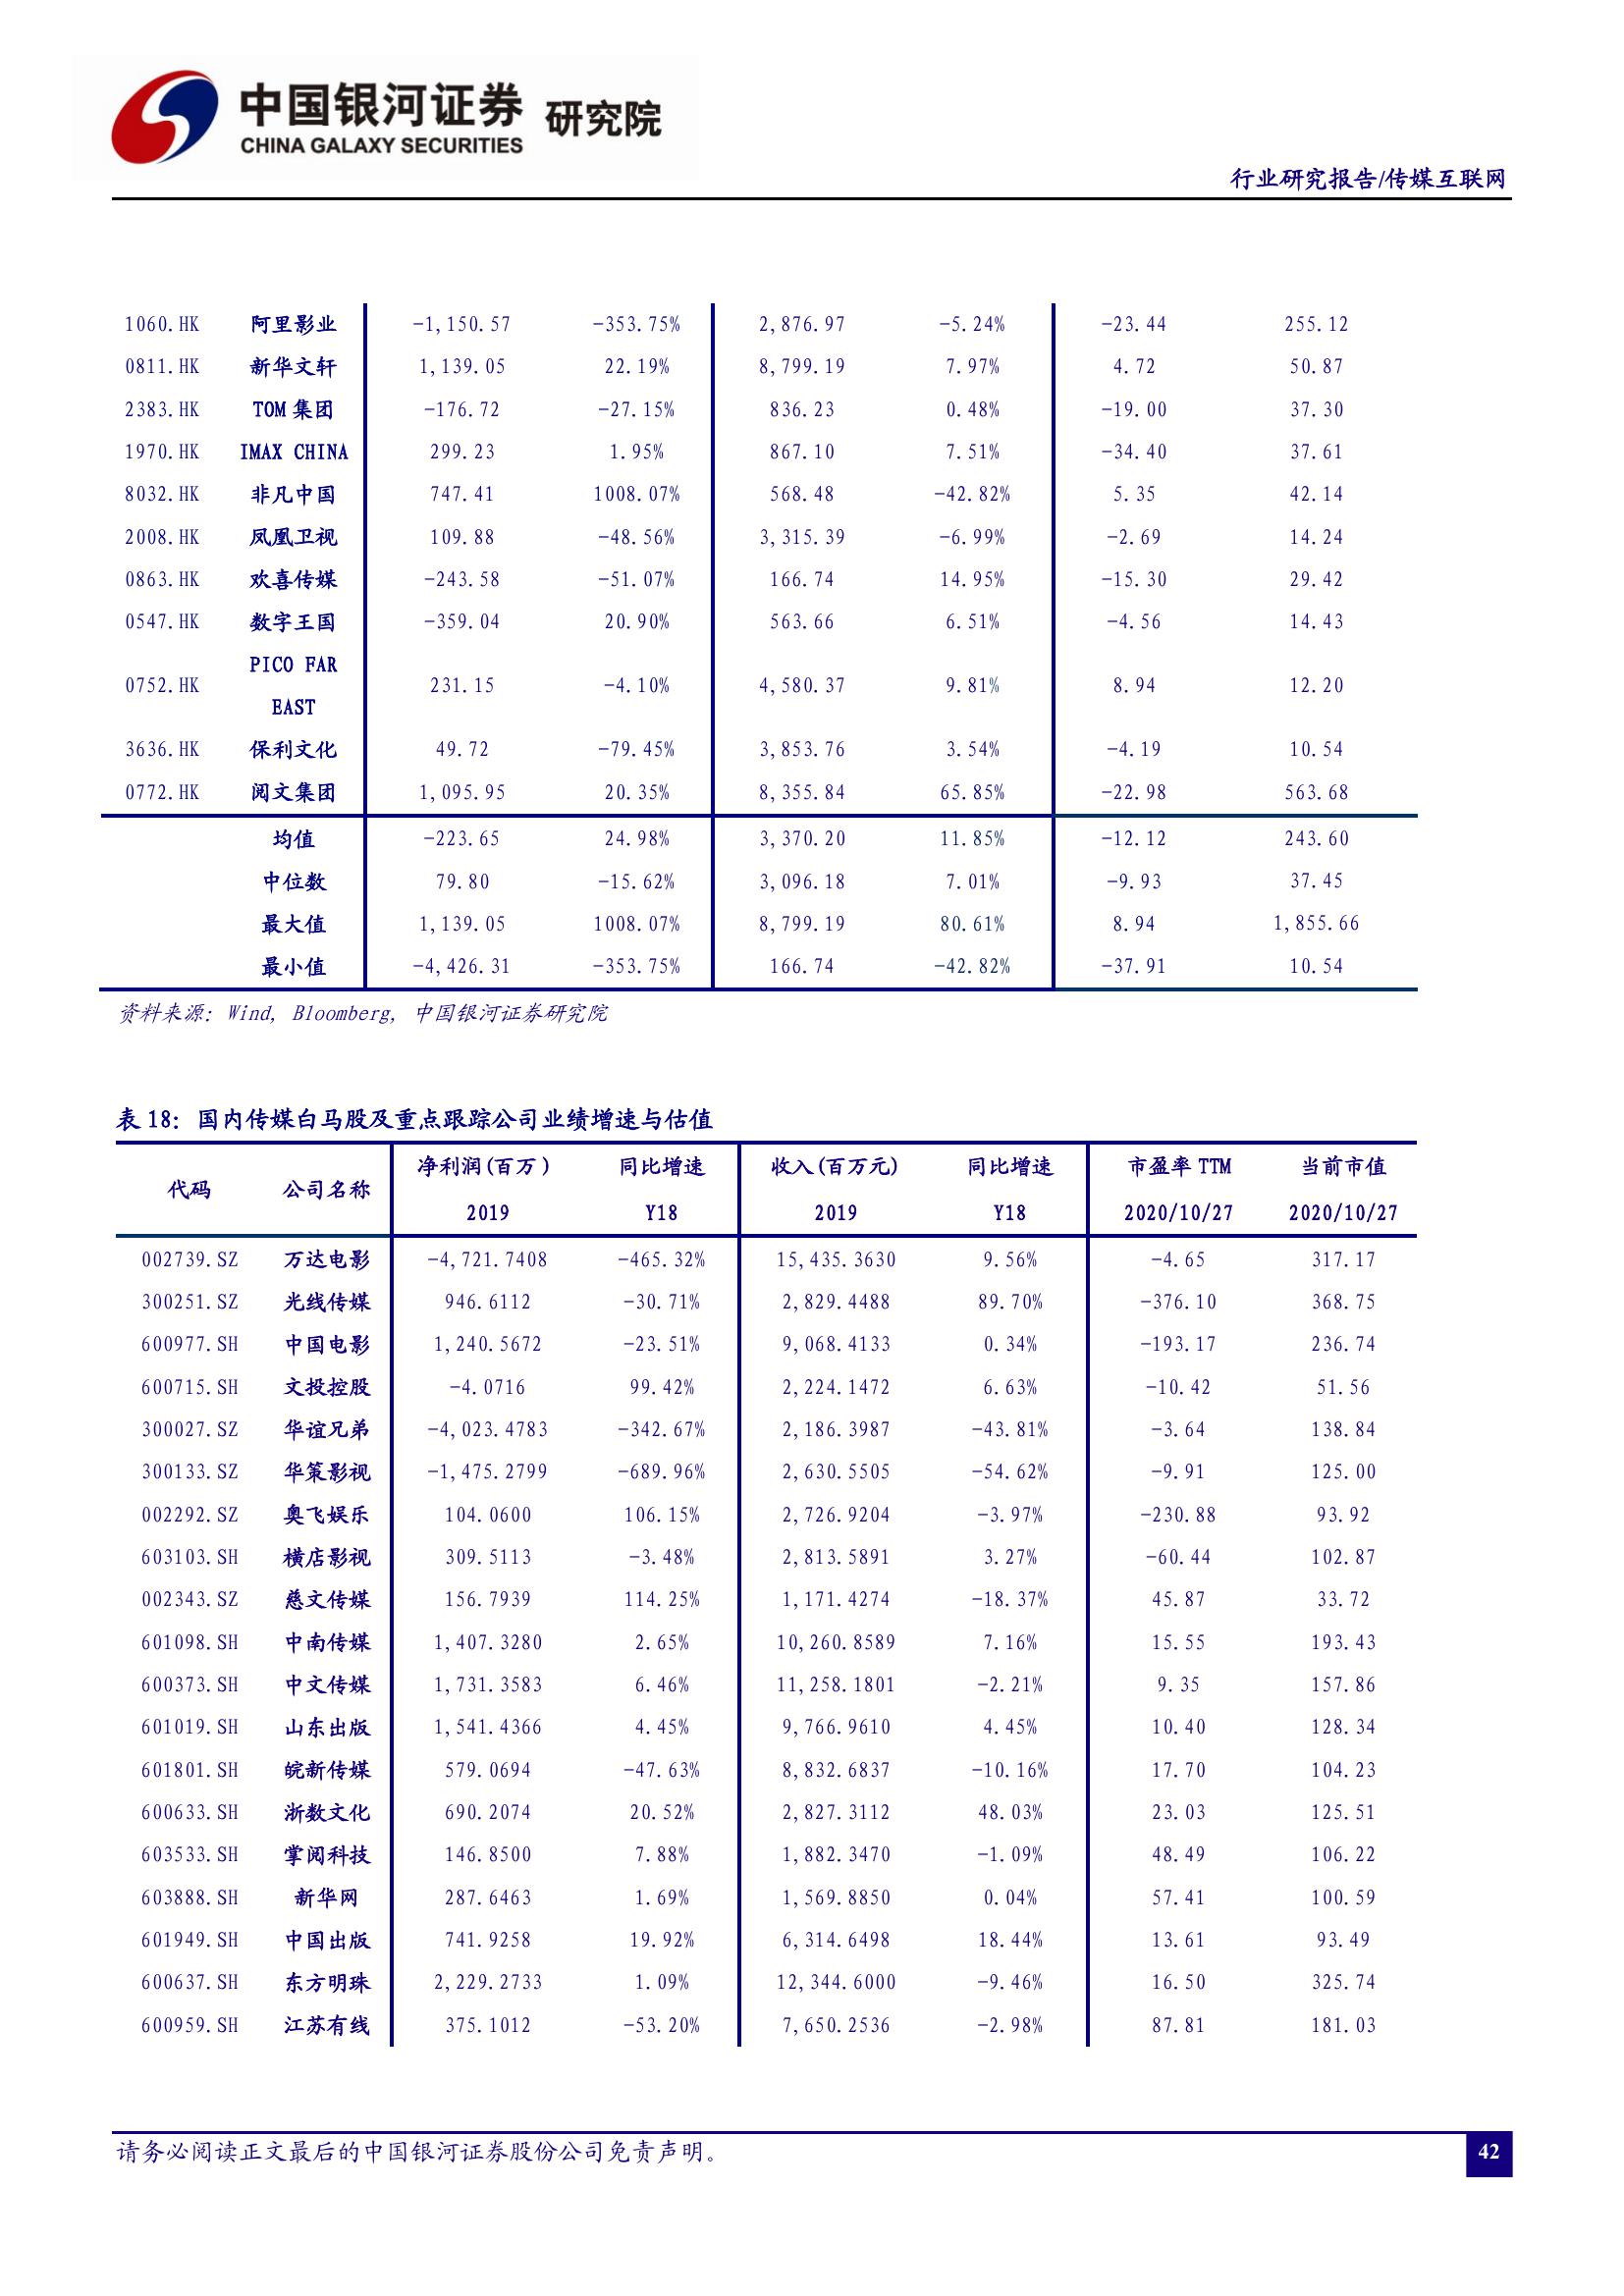 中国银河证券 研究院
CHINA GALAXY SECURITIES
行业研究报告/传媒互联网
1060.HK 阿里影业 -1,150.57 -353.75% 2,876.97 -5.24% -23.44 255.12
0811.HK 新华文轩 1,139.05 22.19% 8,799.19 7.97% 4.72 50.87
2383.HK TOM 集团 -176.72 -27.15% 836.23 0.48% -19.00 37.30
1970.HK IMAX CHINA 299.23 1.95% 867.10 7.51% -34.40 37.61
8032.HK 非凡中国 747.41 1008.07% 568.48 -42.82% 5.35 42.14
2008.HK 凤凰卫视 109.88 -48.56% 3,315.39 -6.99% -2.69 14.24
0863.HK 欢喜传媒 -243.58 -51.07% 166.74 14.95% -15.30 29.42
0547.HK 数字王国 -359.04 20.90% 563.66 6.51% -4.56 14.43
PICO FAR
0752.HK 231.15 -4.10% 4,580.37 9.81% 8.94 12.20
EAST
3636.HK 保利文化 49.72 -79.45% 3,853.76 3.54% -4.19 10.54
0772.HK 阅文集团 1,095.95 20.35% 8,355.84 65.85% -22.98 563.68
均值 -223.65 24.98% 3,370.20 11.85% -12.12 243.60
中位数 79.80 -15.62% 3,096.18 7.01% -9.93 37.45
最大值 1,139.05 1008.07% 8,799.19 80.61% 8.94 1,855.66
最小值 -4,426.31 -353.75% 166.74 -42.82% -37.91 10.54
资料来源: Wind, Bloomberg, 中国银河证券研究院
表 18: 国内传媒白马股及重点跟踪公司业绩增速与估值
净利润(百万) 同比增速 收入(百万元) 同比增速 市盈率 TTM 当前市值
代码 公司名称
2019 Y18 2019 Y18 2020/10/27 2020/10/27
002739.SZ 万达电影 -4,721.7408 -465.32% 15,435.3630 9.56% -4.65 317.17
300251.SZ 光线传媒 946.6112 -30.71% 2,829.4488 89.70% -376.10 368.75
600977.SH 中国电影 1,240.5672 -23.51% 9,068.4133 0.34% -193.17 236.74
600715.SH 文投控股 -4.0716 99.42% 2,224.1472 6.63% -10.42 51.56
300027.SZ 华谊兄弟 -4,023.4783 -342.67% 2,186.3987 -43.81% -3.64 138.84
300133.SZ 华策影视 -1,475.2799 -689.96% 2,630.5505 -54.62% -9.91 125.00
002292.SZ 奥飞娱乐 104.0600 106.15% 2,726.9204 -3.97% -230.88 93.92
603103.SH 横店影视 309.5113 -3.48% 2,813.5891 3.27% -60.44 102.87
002343.SZ 慈文传媒 156.7939 114.25% 1,171.4274 -18.37% 45.87 33.72
601098.SH 中南传媒 1,407.3280 2.65% 10,260.8589 7.16% 15.55 193.43
600373.SH 中文传媒 1,731.3583 6.46% 11,258.1801 -2.21% 9.35 157.86
601019.SH 山东出版 1,541.4366 4.45% 9,766.9610 4.45% 10.40 128.34
601801.SH 皖新传媒 579.0694 -47.63% 8,832.6837 -10.16% 17.70 104.23
600633.SH 浙数文化 690.2074 20.52% 2,827.3112 48.03% 23.03 125.51
603533.SH 掌阅科技 146.8500 7.88% 1,882.3470 -1.09% 48.49 106.22
603888.SH 新华网 287.6463 1.69% 1,569.8850 0.04% 57.41 100.59
601949.SH 中国出版 741.9258 19.92% 6,314.6498 18.44% 13.61 93.49
600637.SH 东方明珠 2,229.2733 1.09% 12,344.6000 -9.46% 16.50 325.74
600959.SH 江苏有线 375.1012 -53.20% 7,650.2536 -2.98% 87.81 181.03
请务必阅读正文最后的中国银河证券股份公司免责声明。
42